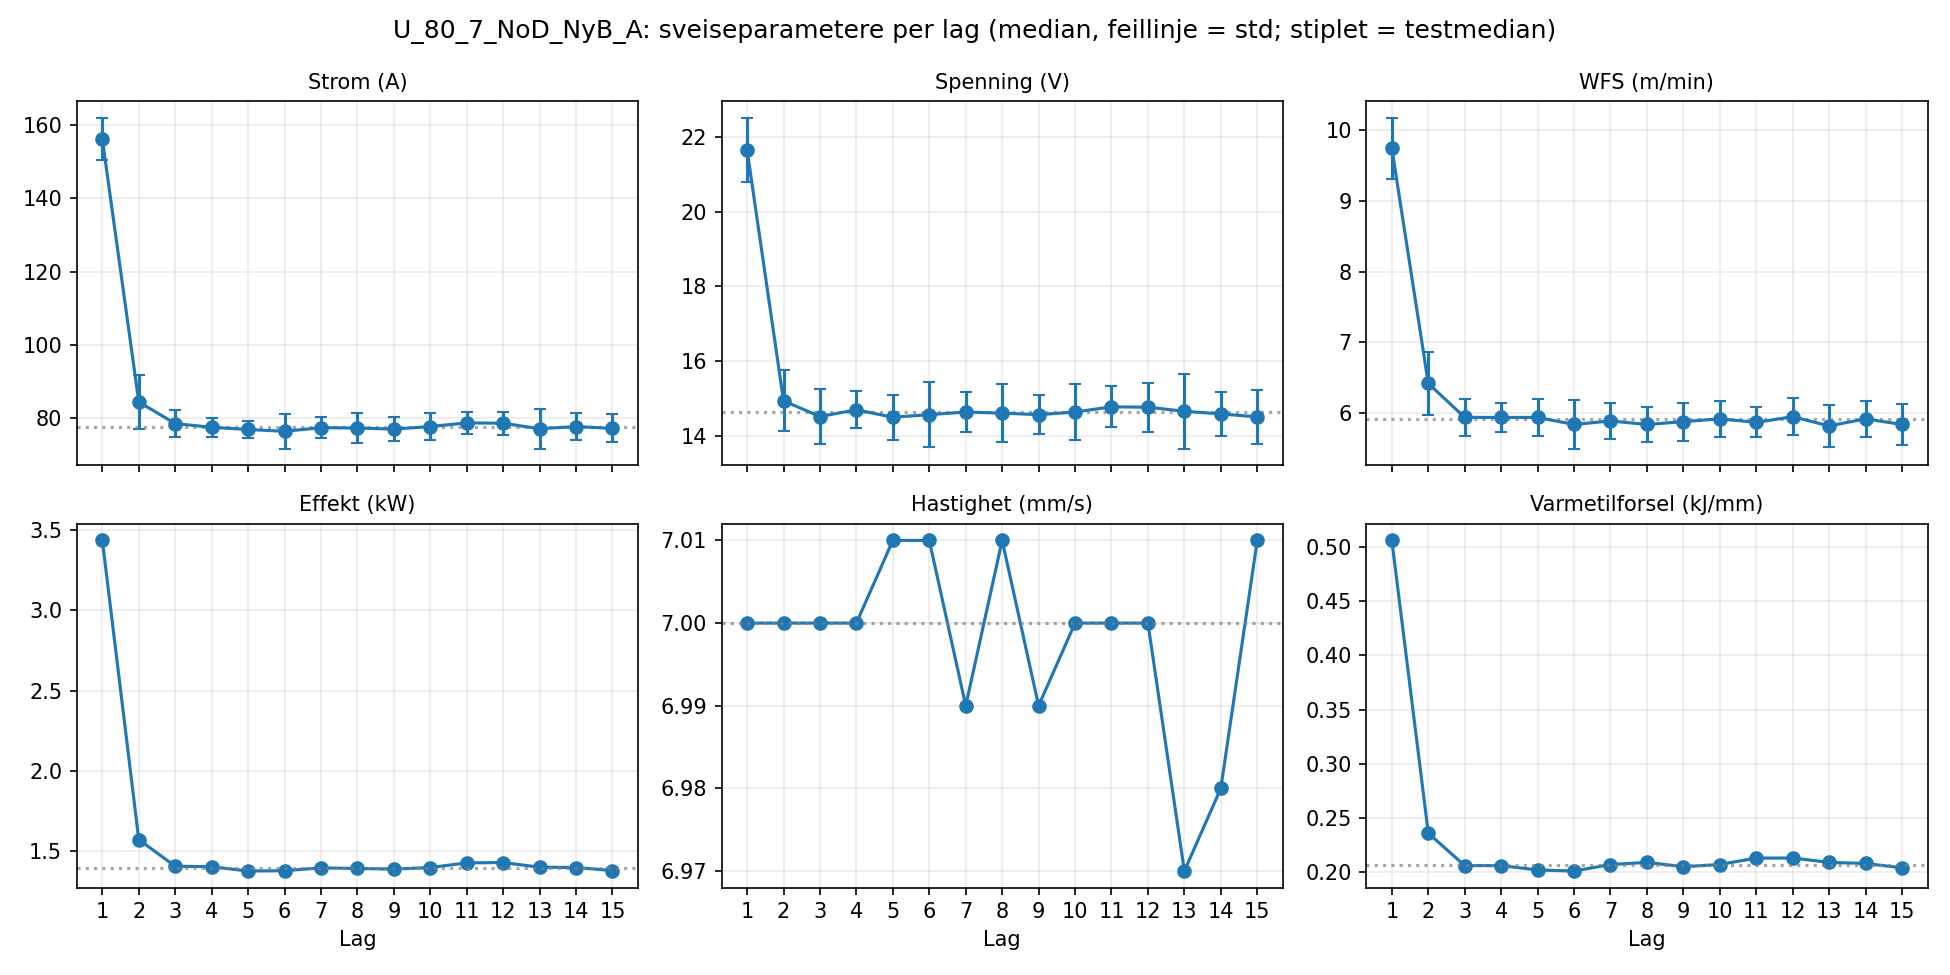 U_80_7_NoD_NyB_A: sveiseparametere per lag (median, feillinje = std; stiplet = testmedian)
Strom (A)
160
140
120
100
80
Spenning (V)
22
20
18
16
14
WFS (m/min)
10
9
8
7
6
Effekt (kW)
3.5
3.0
2.5
2.0
1.5
1 2 3 4 5 6 7 8 9 10 11 12 13 14 15
Lag
Hastighet (mm/s)
7.01
7.00
6.99
6.98
6.97
1 2 3 4 5 6 7 8 9 10 11 12 13 14 15
Lag
Varmetilforsel (kJ/mm)
0.50
0.45
0.40
0.35
0.30
0.25
0.20
1 2 3 4 5 6 7 8 9 10 11 12 13 14 15
Lag